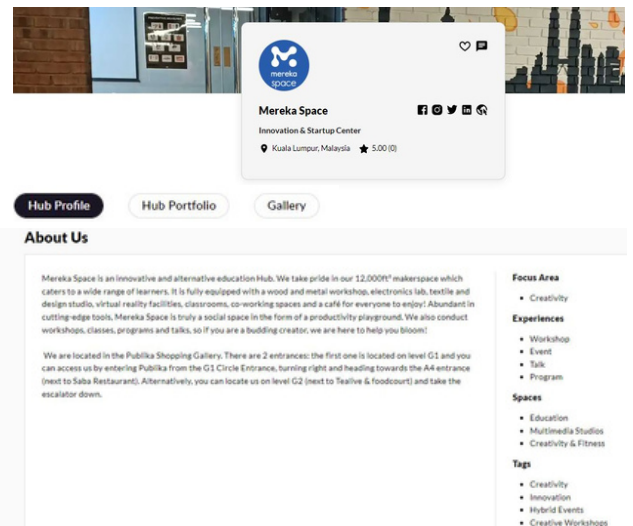 mereka
space
Mereka Space
Innovation & Startup Center
Kuala Lumpur, Malaysia 5.00 (0)
Hub Profile Hub Portfolio Gallery
About Us
Mereka Space is an innovative and alternative education Hub. We take pride in our 12,000ft² makerspace which
caters to a wide range of learners. It is fully equipped with a wood and metal workshop, electronics lab, textile and
design studio, virtual reality facilities, classrooms, co-working spaces and a café for everyone to enjoy! Abundant in
cutting-edge tools, Mereka Space is truly a social space in the form of a productivity playground. We also conduct
workshops, classes, programs and talks, so if you are a budding creator, we are here to help you bloom!
We are located in the Publika Shopping Gallery. There are 2 entrances: the first one is located on level G1 and you
can access us by entering Publika from the G1 Circle Entrance, turning right and heading towards the A4 entrance
(next to Saba Restaurant). Alternatively, you can locate us on level G2 (next to Tealive & foodcourt) and take the
escalator down.
Focus Area
Creativity
Experiences
Workshop
Event
Talk
Program
Spaces
Education
Multimedia Studios
Creativity & Fitness
Tags
Creativity
Innovation
Hybrid Events
Creative Workshops